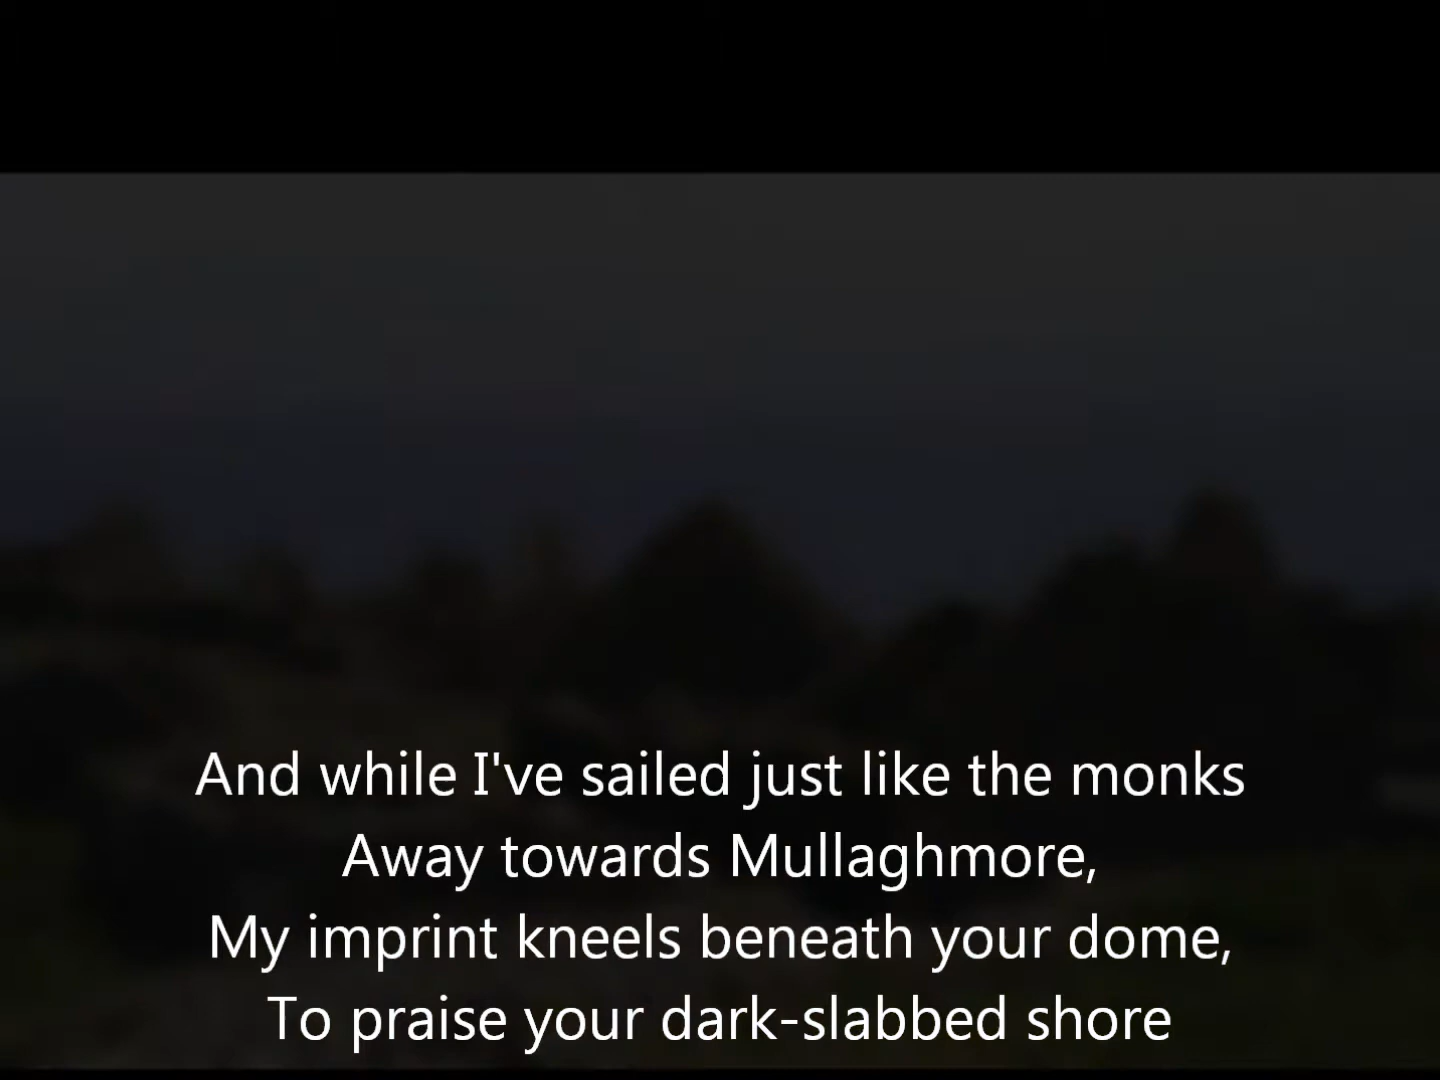 And while I've sailed just like the monks
Away towards Mullaghmore,
My imprint kneels beneath your dome,
To praise your dark-slabbed shore